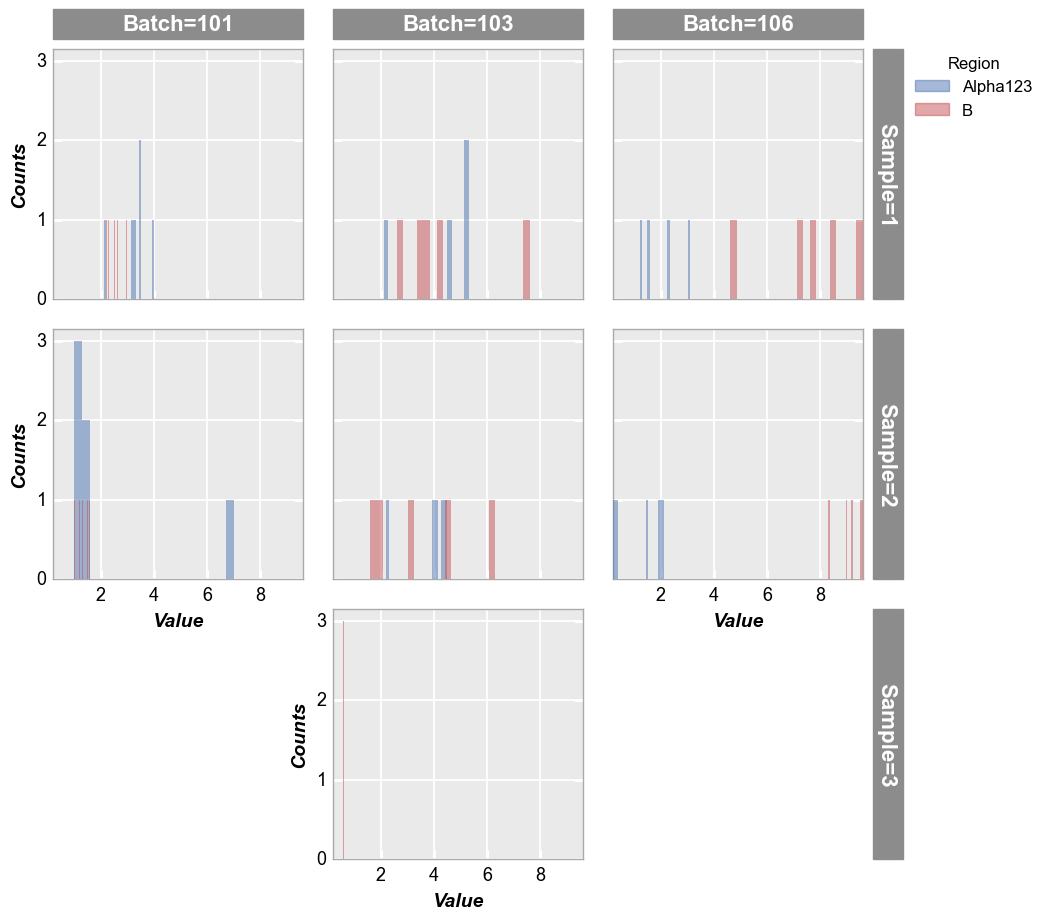 Batch=101 Batch=103 Batch=106
Region
Alpha123
B
3
2
1
0
Counts
Sample=1
3
2
1
0
Counts
Sample=2
2 4 6 8
Value
2 4 6 8
Value
3
2
1
0
Counts
Sample=3
2 4 6 8
Value